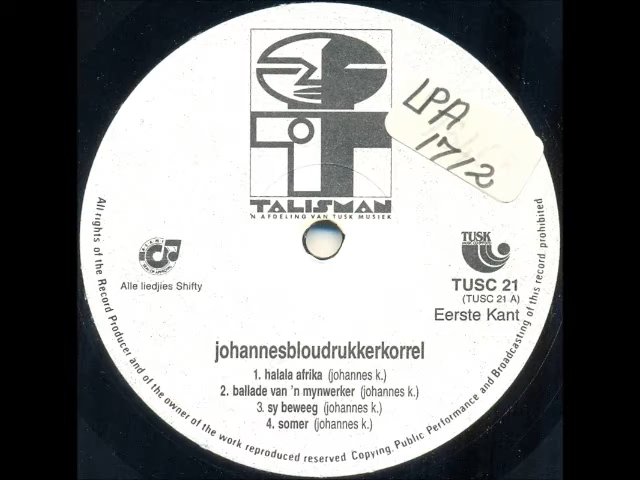 TALISMAN
'N AFDELING VAN TUSK MUSIEK
LPA
1712
Alle liedjies Shifty
TUSK
TUSC 21
(TUSC 21 A)
Eerste Kant
johannesbloudrukkerkorrel
1. halala afrika (johannes k.)
2. ballade van 'n mynwerker (johannes k.)
3. sy beweeg (johannes k.)
4. somer (johannes k.)
All rights of the Record Producer and of the owner of the work reproduced reserved Copying, Public Performance and Broadcasting of this record prohibited